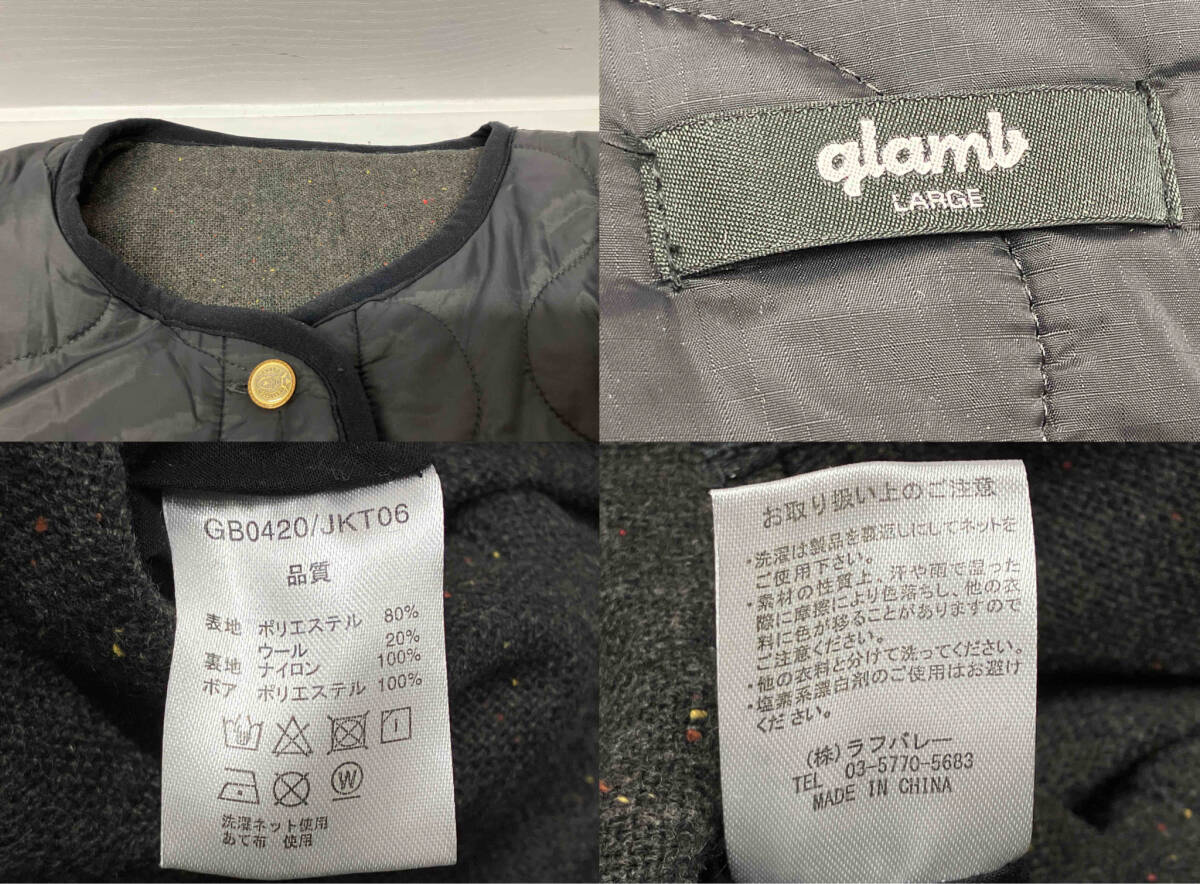 glamb
LARGE
GB0420/JKT06
品質
表地 ポリエステル 80%
ウール 20%
裏地 ナイロン 100%
ボア ポリエステル 100%
W
洗濯ネット使用
あて布 使用
お取り扱い上のご注意
・洗濯は製品を裏返しにしてネットを
ご使用下さい。
・素材の性質上、汗や雨で湿った
際に摩擦により色落ちし、他の衣
料に色が移ることがありますので
ご注意ください。
・他の衣料と分けて洗ってください。
・塩素系漂白剤のご使用はお避け
ください。
(株)ラフバレー
TEL 03-5770-5683
MADE IN CHINA